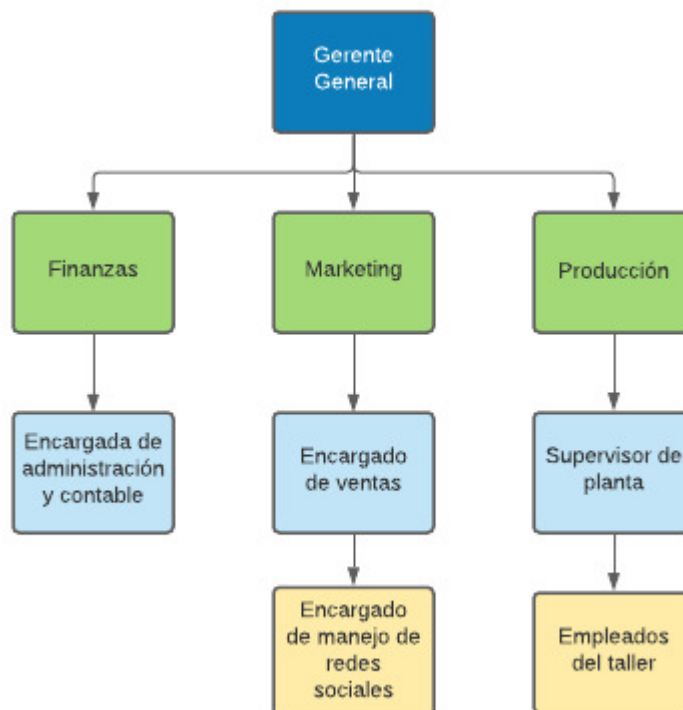 Gerente
General
Finanzas
Marketing
Producción
Encargada de
administración
y contable
Encargado
de ventas
Supervisor de
planta
Encargado
de manejo de
redes
sociales
Empleados
del taller